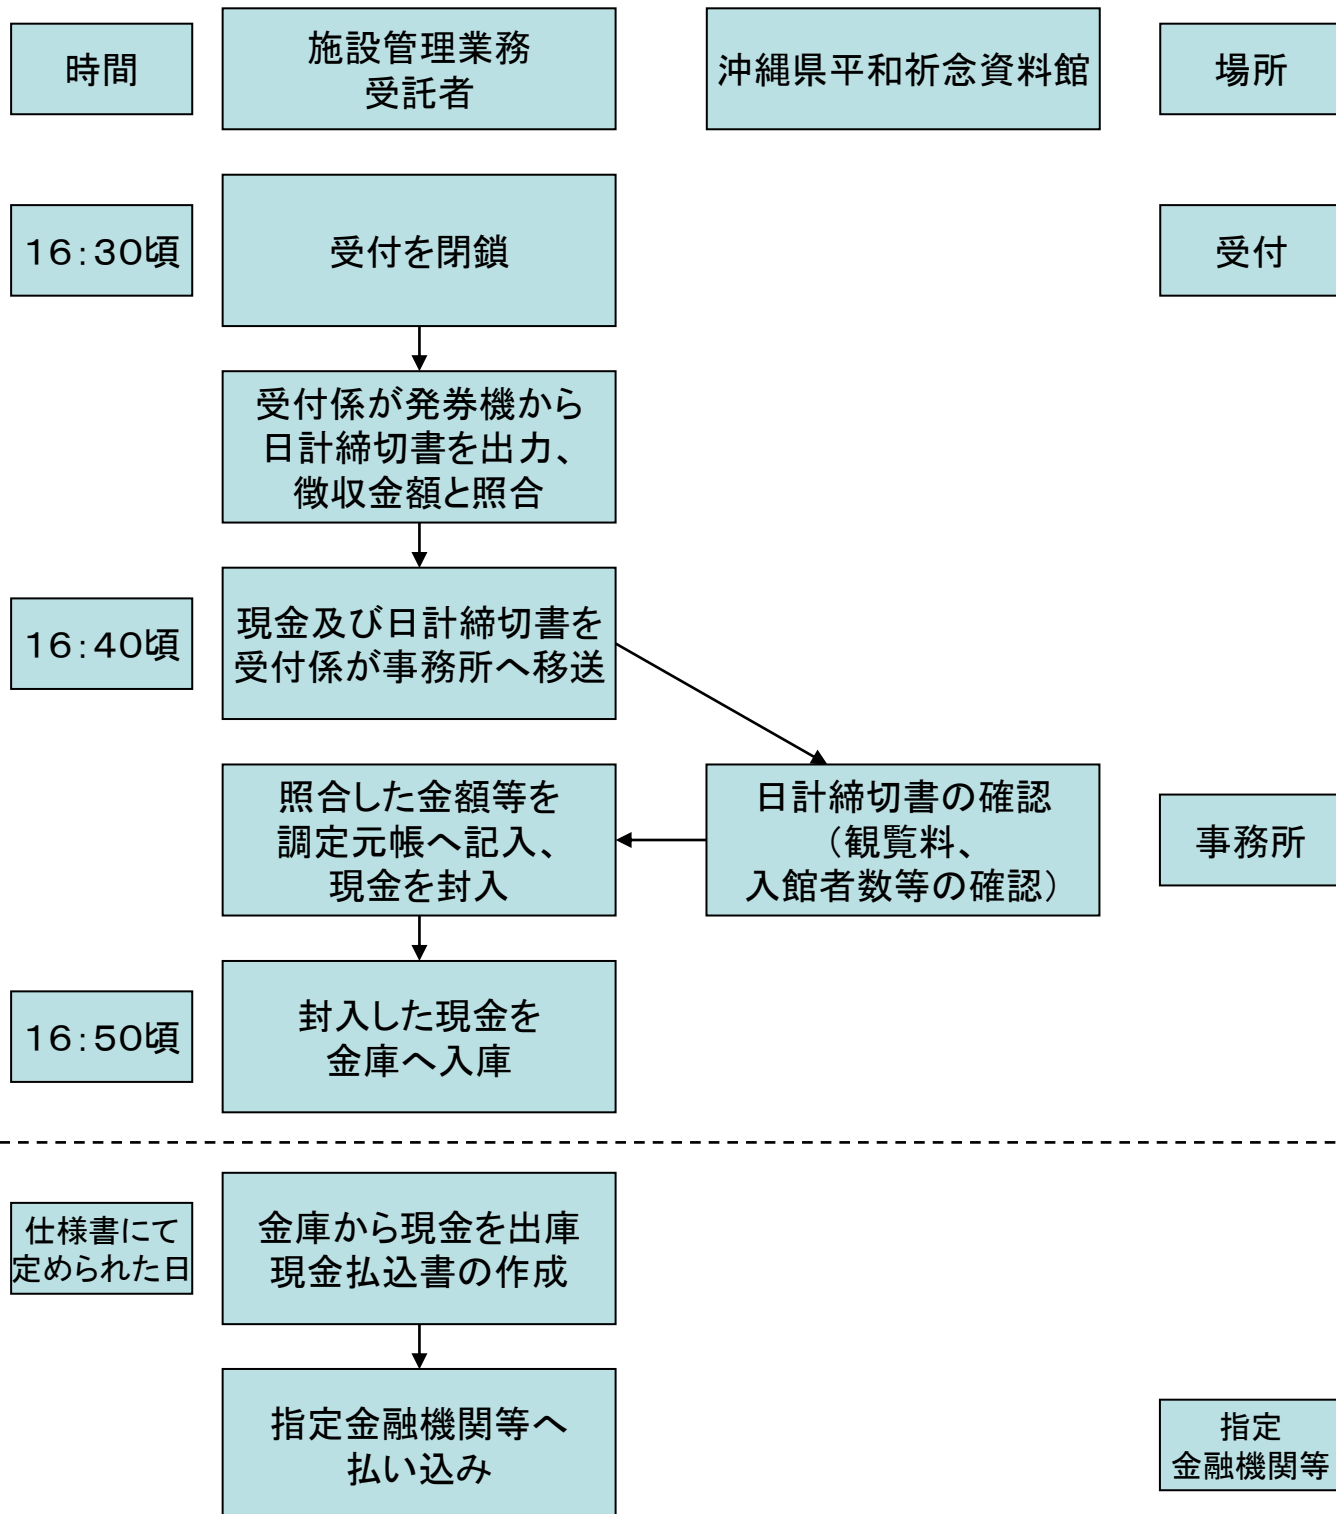 時間
施設管理業務
受託者
沖縄県平和祈念資料館
場所
16:30頃
受付を閉鎖
受付
受付係が発券機から
日計締切書を出力、
徴収金額と照合
16:40頃
現金及び日計締切書を
受付係が事務所へ移送
照合した金額等を
調定元帳へ記入、
現金を封入
日計締切書の確認
（観覧料、
入館者数等の確認）
事務所
16:50頃
封入した現金を
金庫へ入庫
仕様書にて
定められた日
金庫から現金を出庫
現金払込書の作成
指定金融機関等へ
払い込み
指定
金融機関等